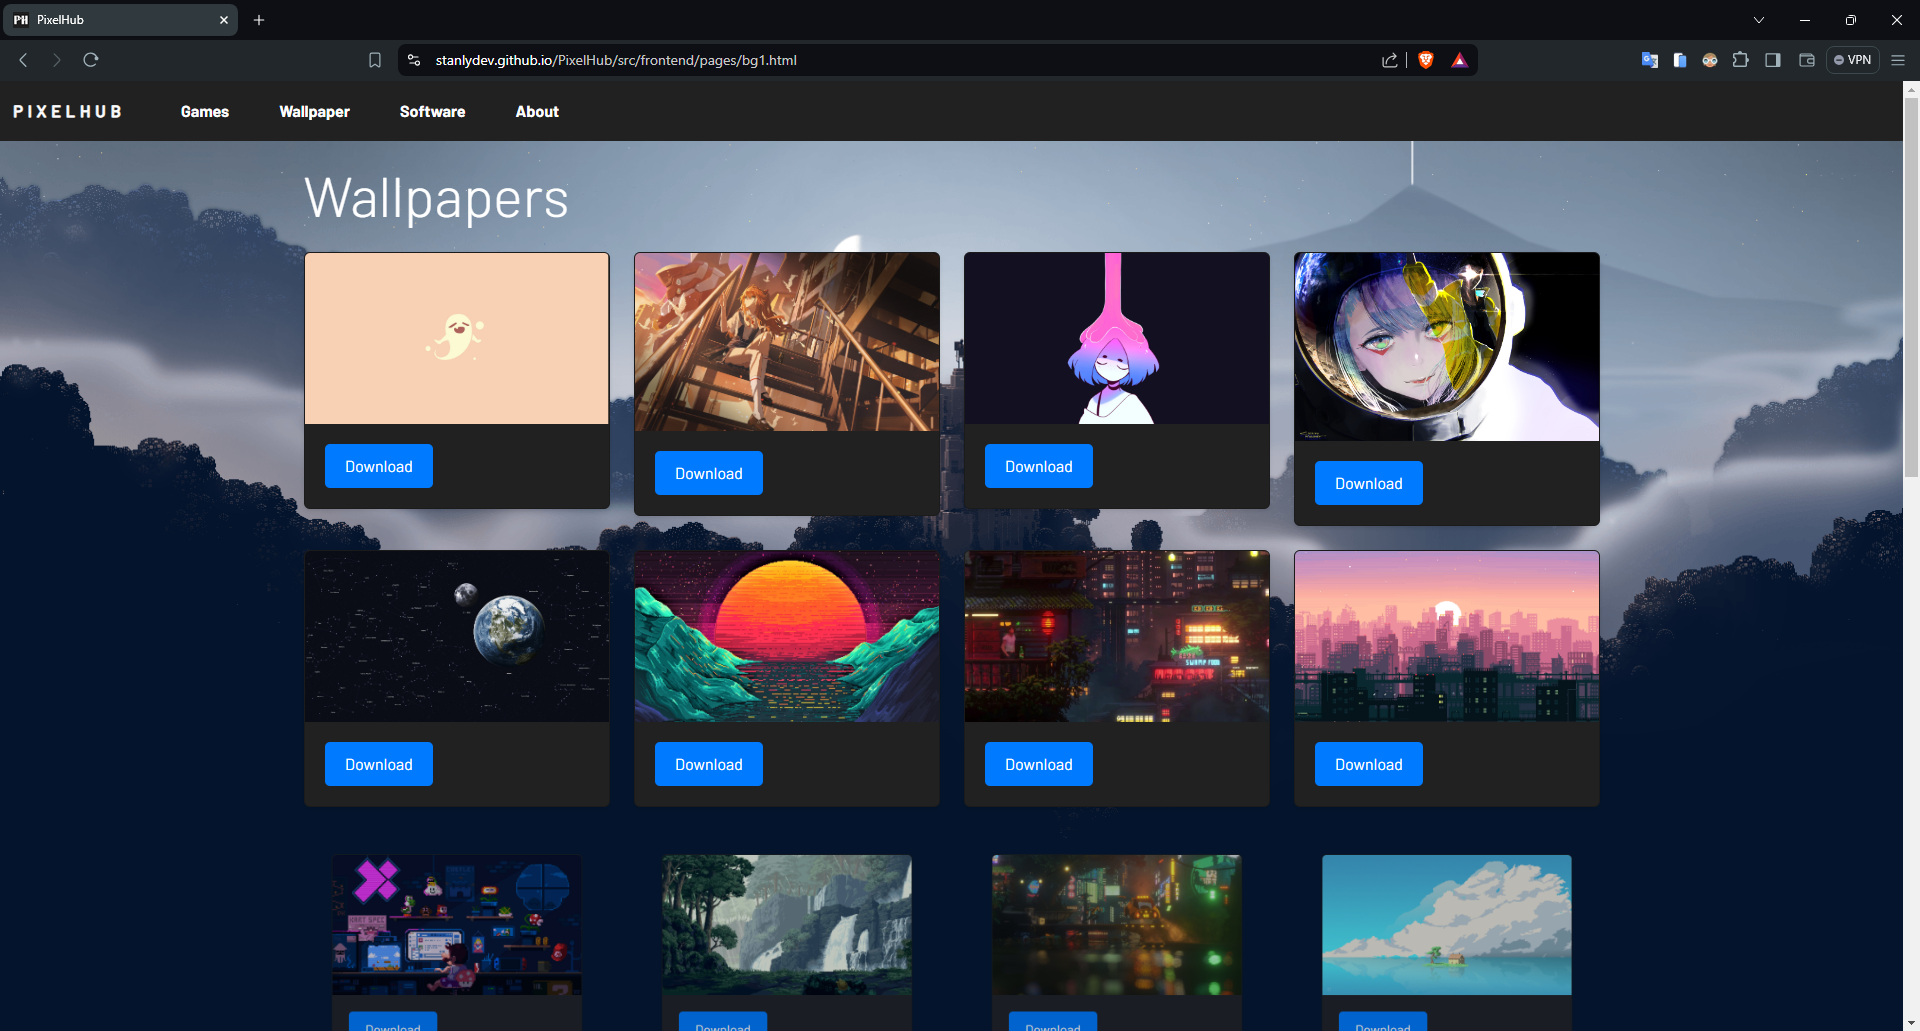 PH PixelHub
stanlydev.github.io/PixelHub/src/frontend/pages/bg1.html
VPN
PIXELHUB Games Wallpaper Software About
Wallpapers
Download Download Download Download
Download Download Download Download
Download Download Download Download